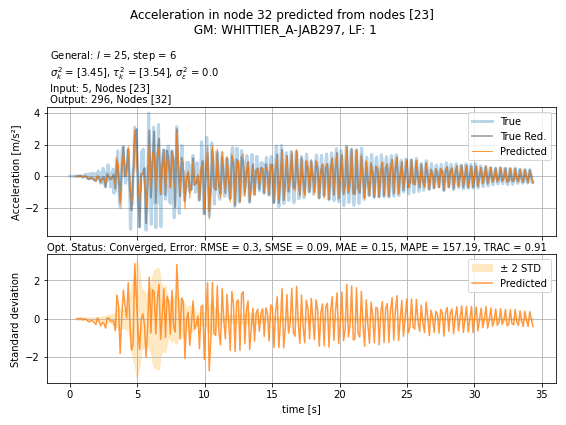 Acceleration in node 32 predicted from nodes [23]
GM: WHITTIER_A-JAB297, LF: 1
General: l = 25, step = 6
σ²ₖ = [3.45], τ²ₖ = [3.54], σ²ε = 0.0
Input: 5, Nodes [23]
Output: 296, Nodes [32]
Acceleration [m/s²]
4
2
0
−2
True
True Red.
Predicted
Opt. Status: Converged, Error: RMSE = 0.3, SMSE = 0.09, MAE = 0.15, MAPE = 157.19, TRAC = 0.91
Standard deviation
2
0
−2
± 2 STD
Predicted
0 5 10 15 20 25 30 35
time [s]